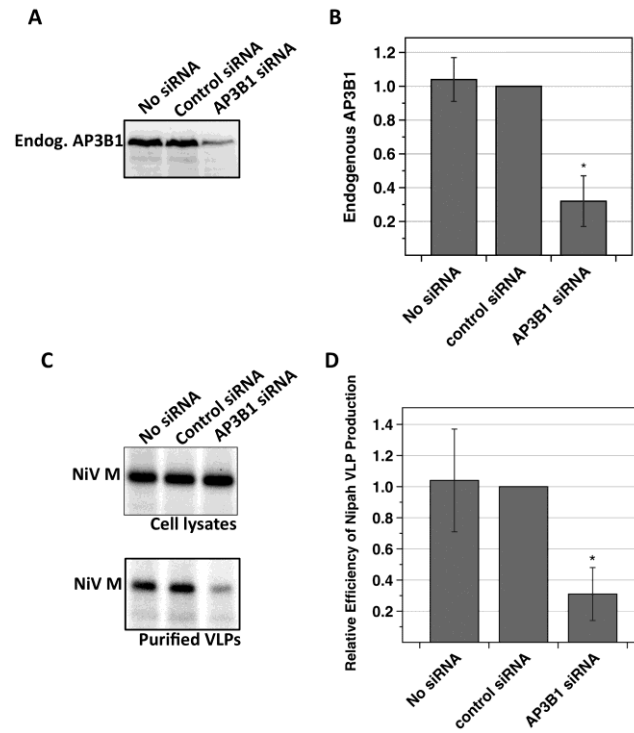 A
No siRNA
Control siRNA
AP3B1 siRNA
Endog. AP3B1
B
Endogenous AP3B1
1.2
1.0
0.8
0.6
0.4
0.2
*
No siRNA
control siRNA
AP3B1 siRNA
C
No siRNA
Control siRNA
AP3B1 siRNA
NiV M
Cell lysates
NiV M
Purified VLPs
D
Relative Efficiency of Nipah VLP Production
1.4
1.2
1.0
0.8
0.6
0.4
0.2
*
No siRNA
control siRNA
AP3B1 siRNA